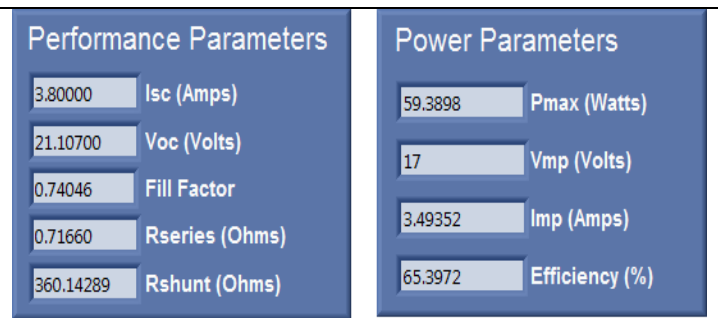 Performance Parameters
3.80000 Isc (Amps)
21.10700 Voc (Volts)
0.74046 Fill Factor
0.71660 Rseries (Ohms)
360.14289 Rshunt (Ohms)
Power Parameters
59.3898 Pmax (Watts)
17 Vmp (Volts)
3.49352 Imp (Amps)
65.3972 Efficiency (%)